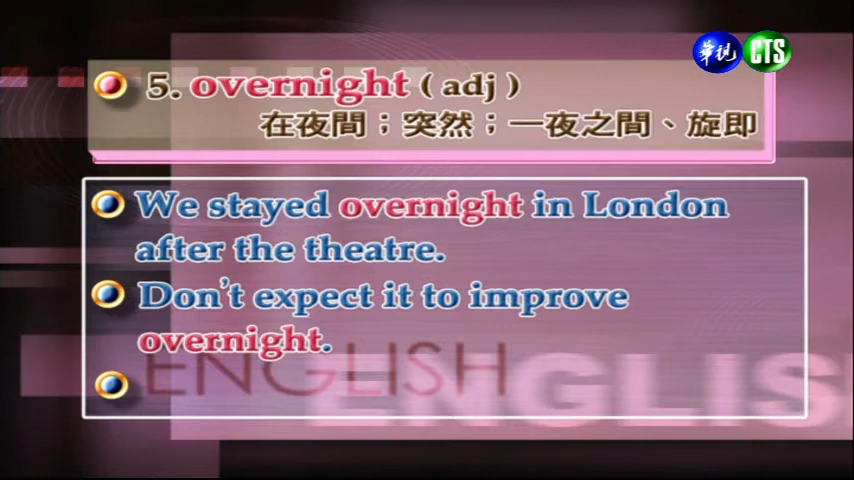 華視 CTS
5. overnight ( adj )
在夜間；突然；一夜之間、旋即
We stayed overnight in London
after the theatre.
Don't expect it to improve
overnight.
ENGLISH
ENGLIS